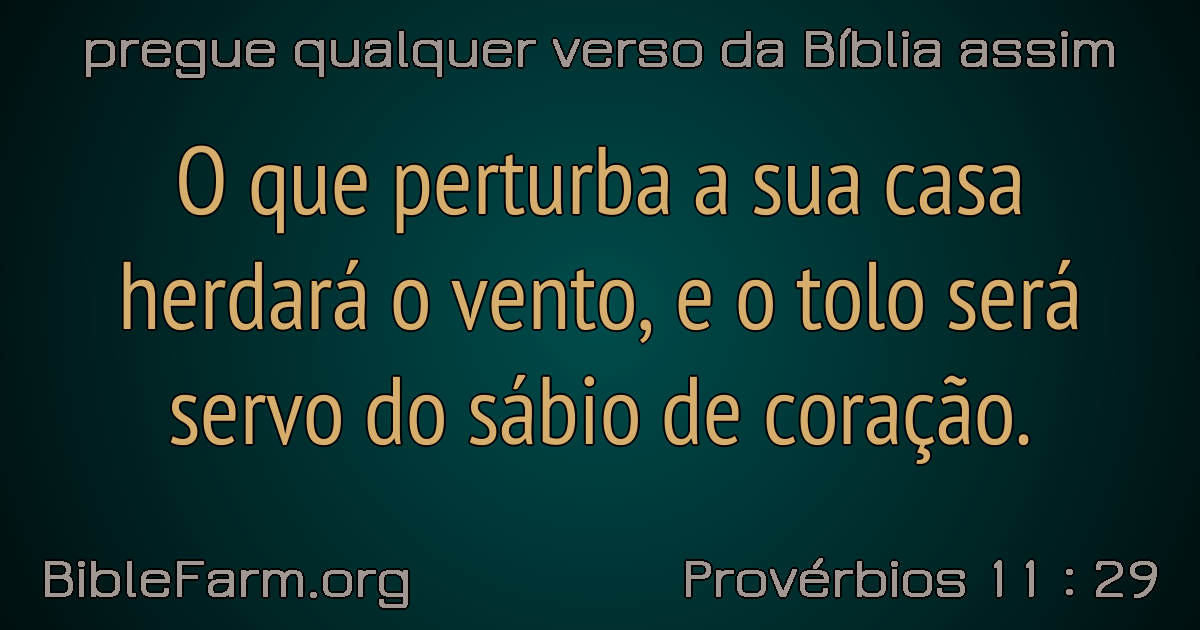 pregue qualquer verso da Bíblia assim
O que perturba a sua casa
herdará o vento, e o tolo será
servo do sábio de coração.
BibleFarm.org
Provérbios 11 : 29